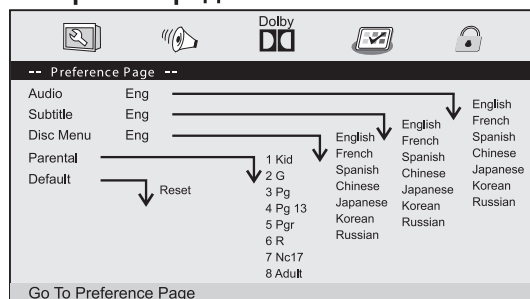 Dolby
-- Preference Page --
Audio Eng
Subtitle Eng
Disc Menu Eng
Parental
Default
Reset
1 Kid
2 G
3 Pg
4 Pg 13
5 Pgr
6 R
7 Nc17
8 Adult
English
French
Spanish
Chinese
Japanese
Korean
Russian
English
French
Spanish
Chinese
Japanese
Korean
Russian
English
French
Spanish
Chinese
Japanese
Korean
Russian
Go To Preference Page